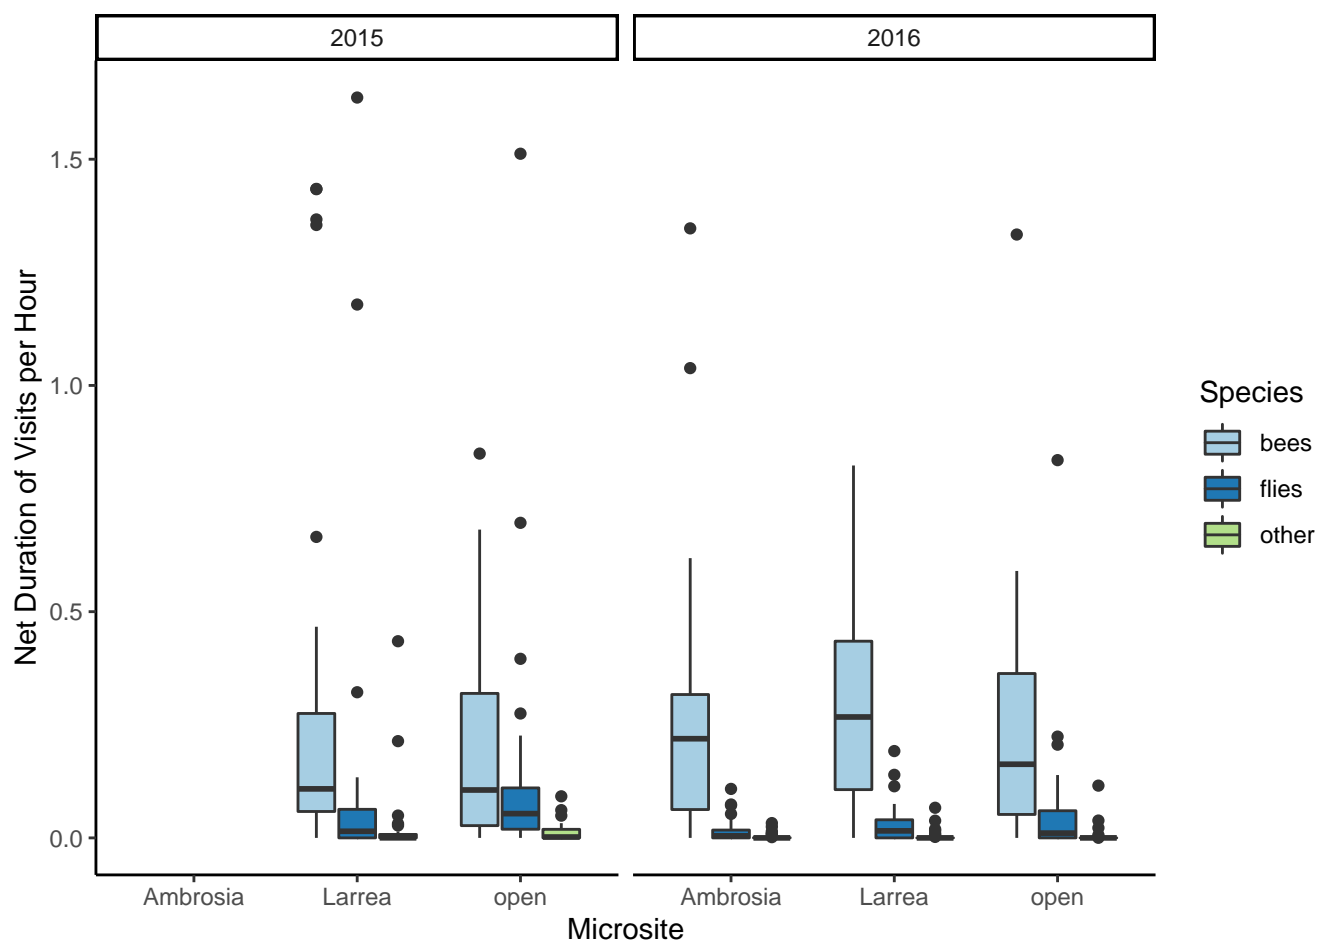 2015 2016
Net Duration of Visits per Hour
1.5
1.0
0.5
0.0
Ambrosia Larrea open Ambrosia Larrea open
Microsite
Species
bees
flies
other